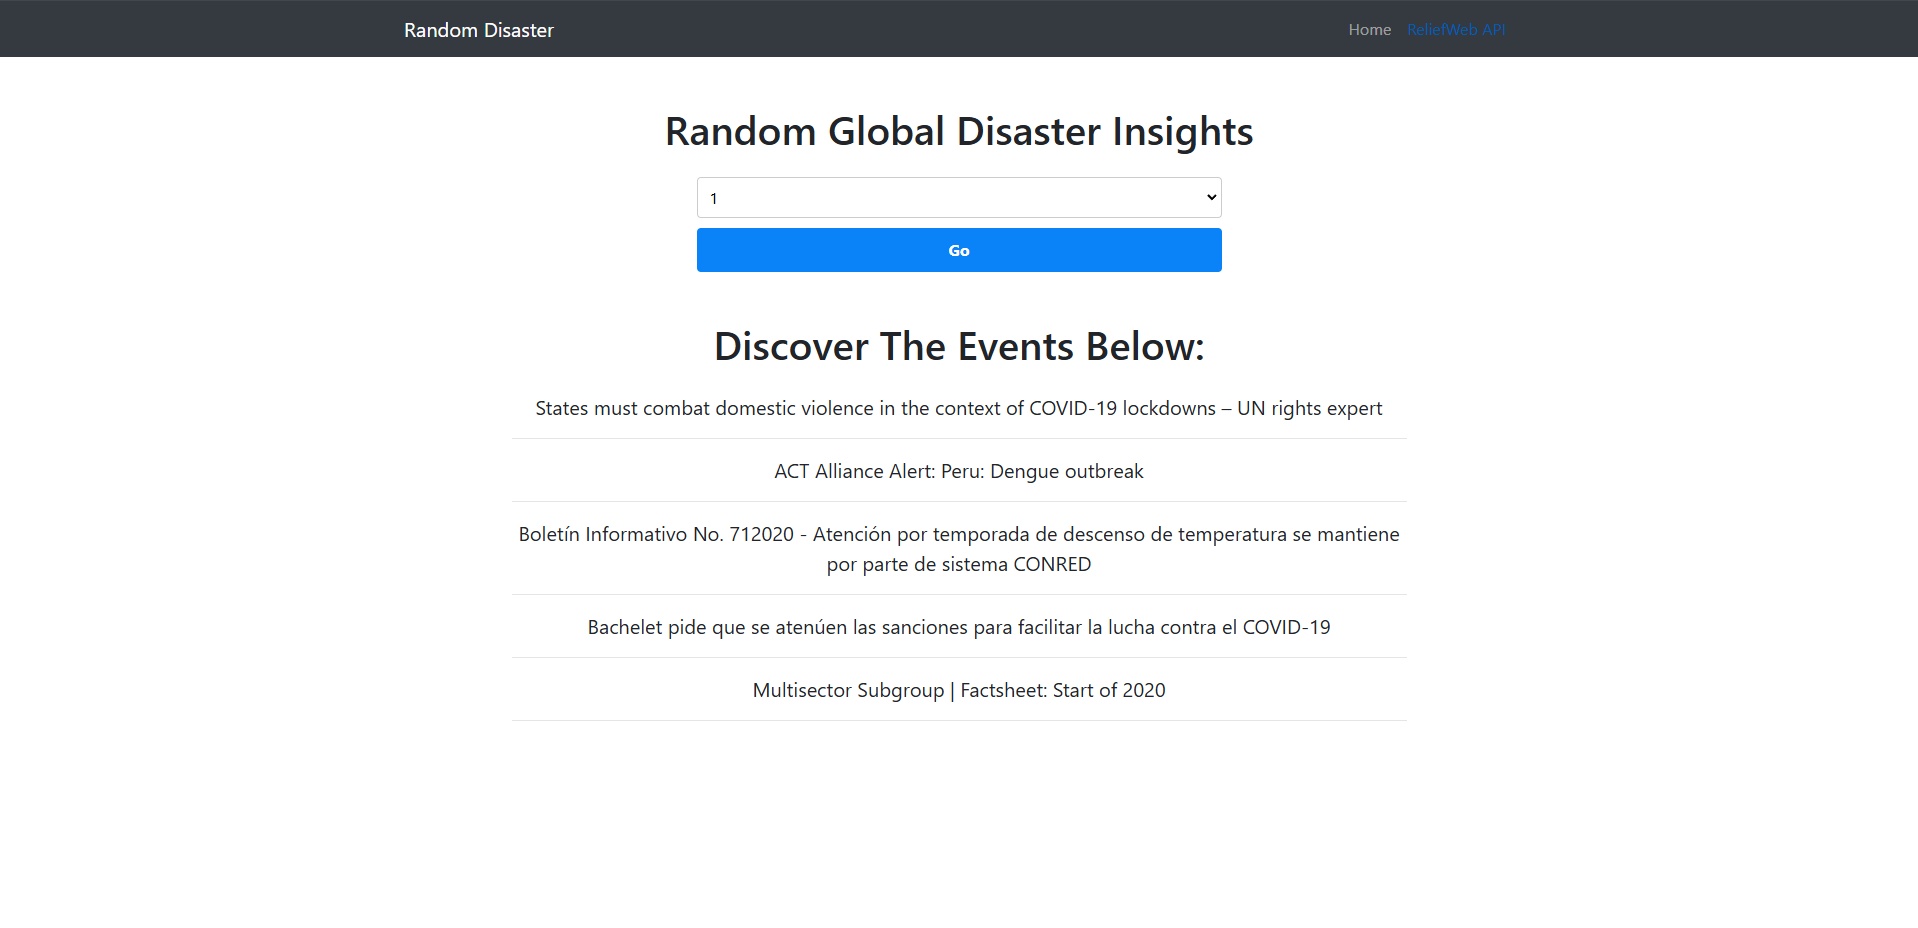 Random Disaster
Home ReliefWeb API
Random Global Disaster Insights
1
Go
Discover The Events Below:
States must combat domestic violence in the context of COVID-19 lockdowns – UN rights expert
ACT Alliance Alert: Peru: Dengue outbreak
Boletín Informativo No. 712020 - Atención por temporada de descenso de temperatura se mantiene
por parte de sistema CONRED
Bachelet pide que se atenúen las sanciones para facilitar la lucha contra el COVID-19
Multisector Subgroup | Factsheet: Start of 2020